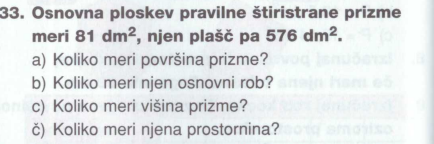 33. Osnovna ploskev pravilne štiristrane prizme
meri 81 dm², njen plašč pa 576 dm².
a) Koliko meri površina prizme?
b) Koliko meri njen osnovni rob?
c) Koliko meri višina prizme?
č) Koliko meri njena prostornina?